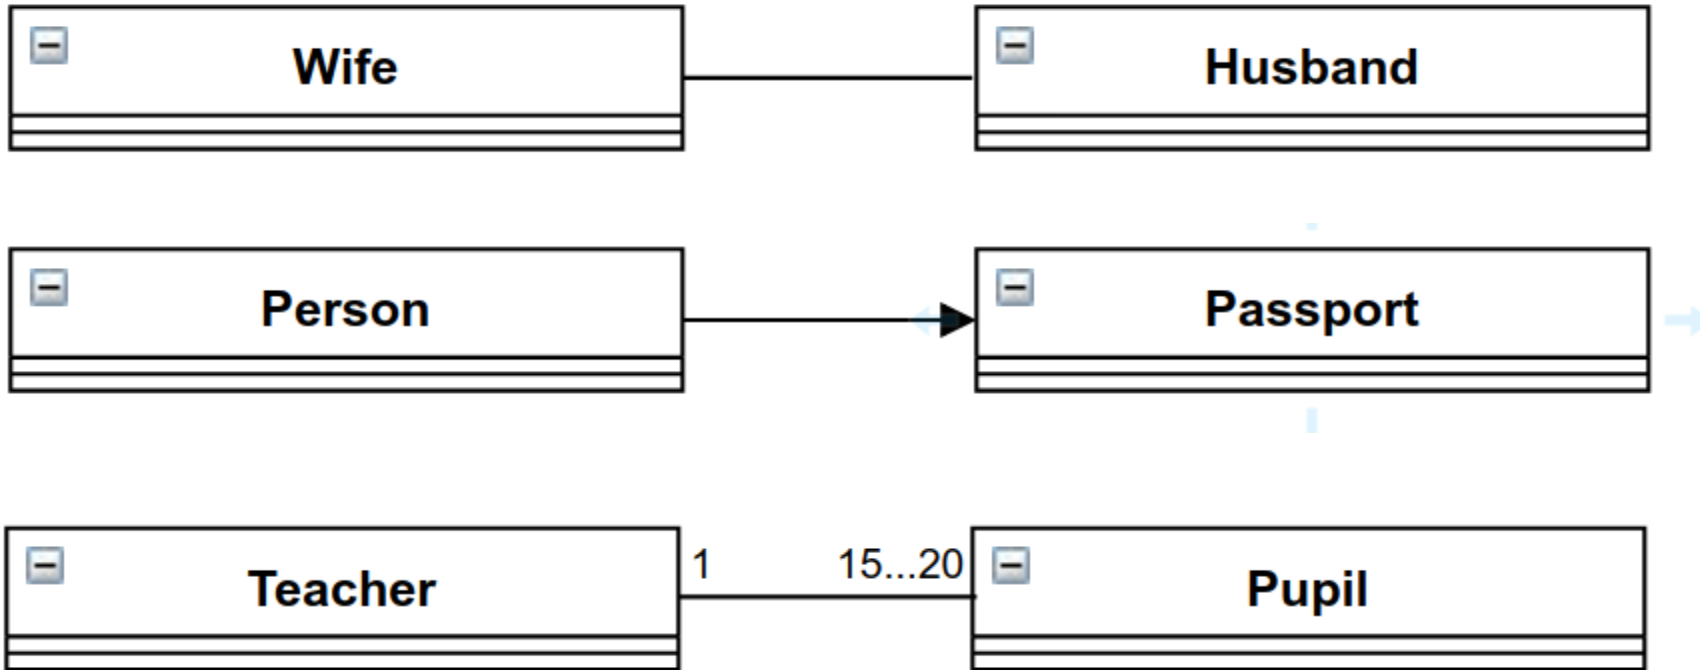 Wife
Husband
Person
Passport
Teacher
1
15...20
Pupil